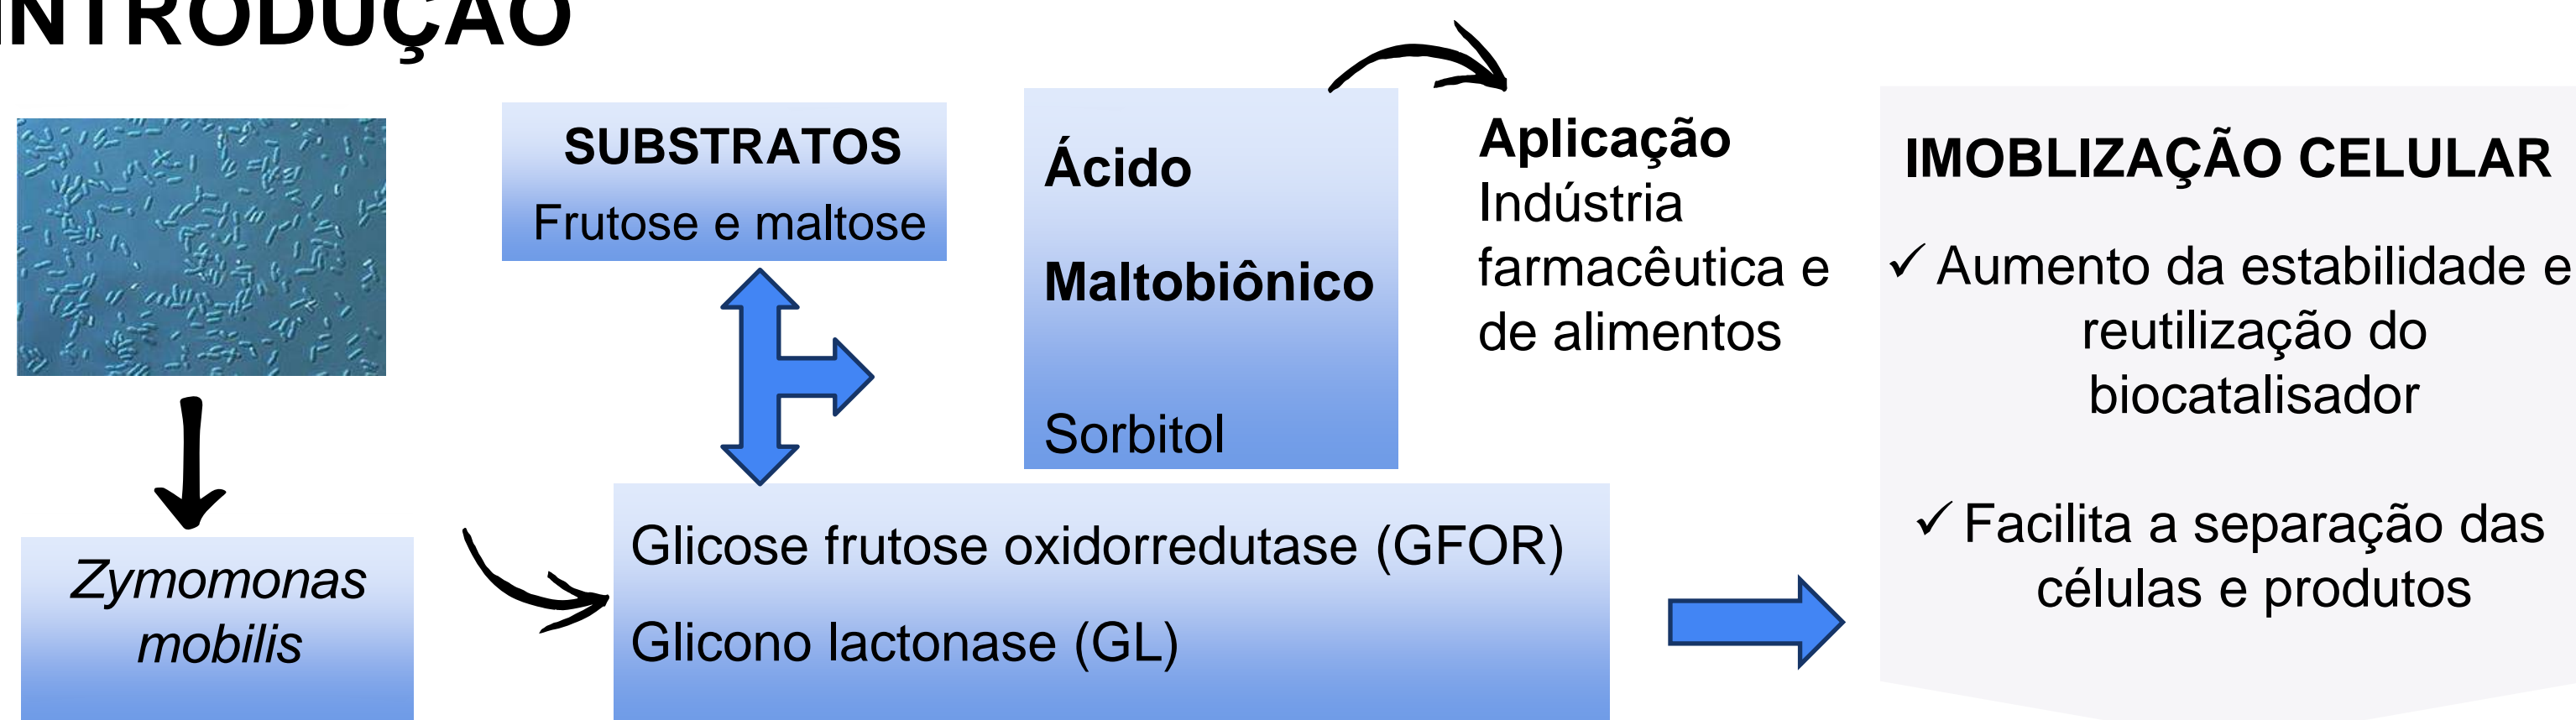 INTRODUÇÃO
SUBSTRATOS
Frutose e maltose
Ácido
Maltobiônico
Sorbitol
Aplicação
Indústria
farmacêutica e
de alimentos
IMOBLIZAÇÃO CELULAR
✓ Aumento da estabilidade e
reutilização do
biocatalisador
✓ Facilita a separação das
células e produtos
Zymomonas
mobilis
Glicose frutose oxidorredutase (GFOR)
Glicono lactonase (GL)